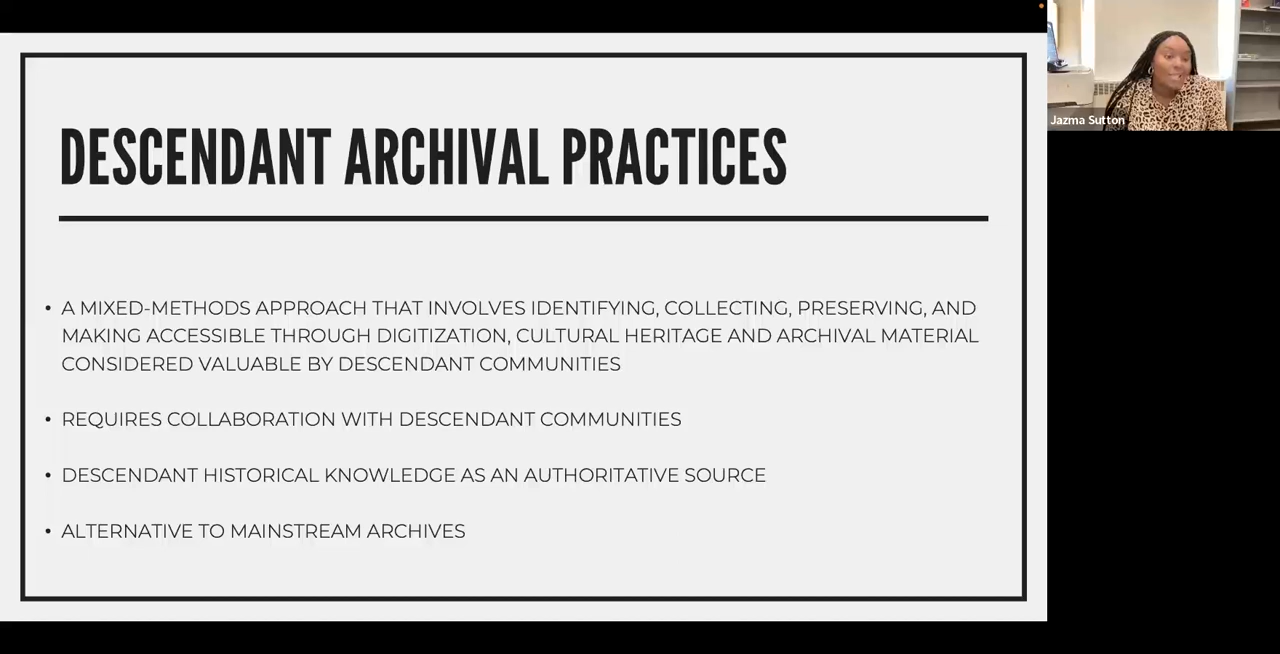 DESCENDANT ARCHIVAL PRACTICES
• A MIXED-METHODS APPROACH THAT INVOLVES IDENTIFYING, COLLECTING, PRESERVING, AND
MAKING ACCESSIBLE THROUGH DIGITIZATION, CULTURAL HERITAGE AND ARCHIVAL MATERIAL
CONSIDERED VALUABLE BY DESCENDANT COMMUNITIES
• REQUIRES COLLABORATION WITH DESCENDANT COMMUNITIES
• DESCENDANT HISTORICAL KNOWLEDGE AS AN AUTHORITATIVE SOURCE
• ALTERNATIVE TO MAINSTREAM ARCHIVES
Jazma Sutton